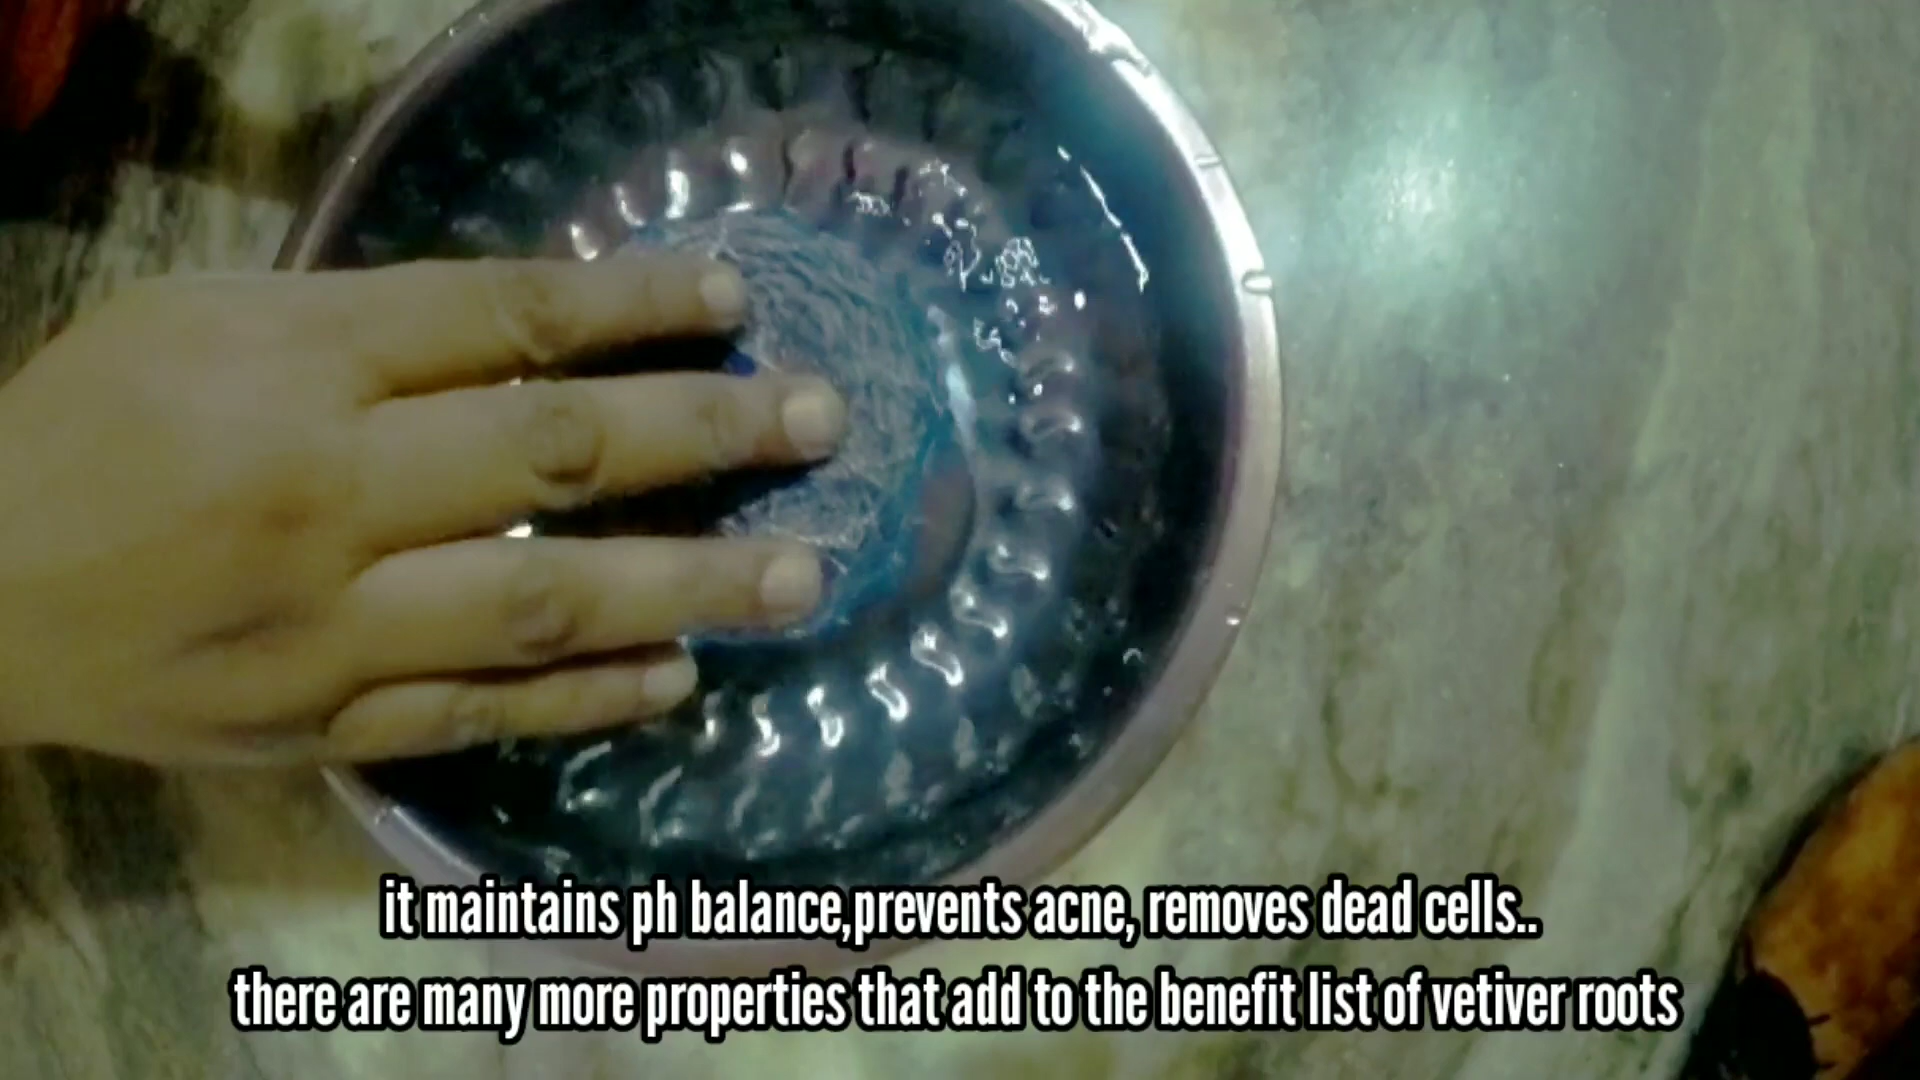 it maintains ph balance,prevents acne, removes dead cells..
there are many more properties that add to the benefit list of vetiver roots